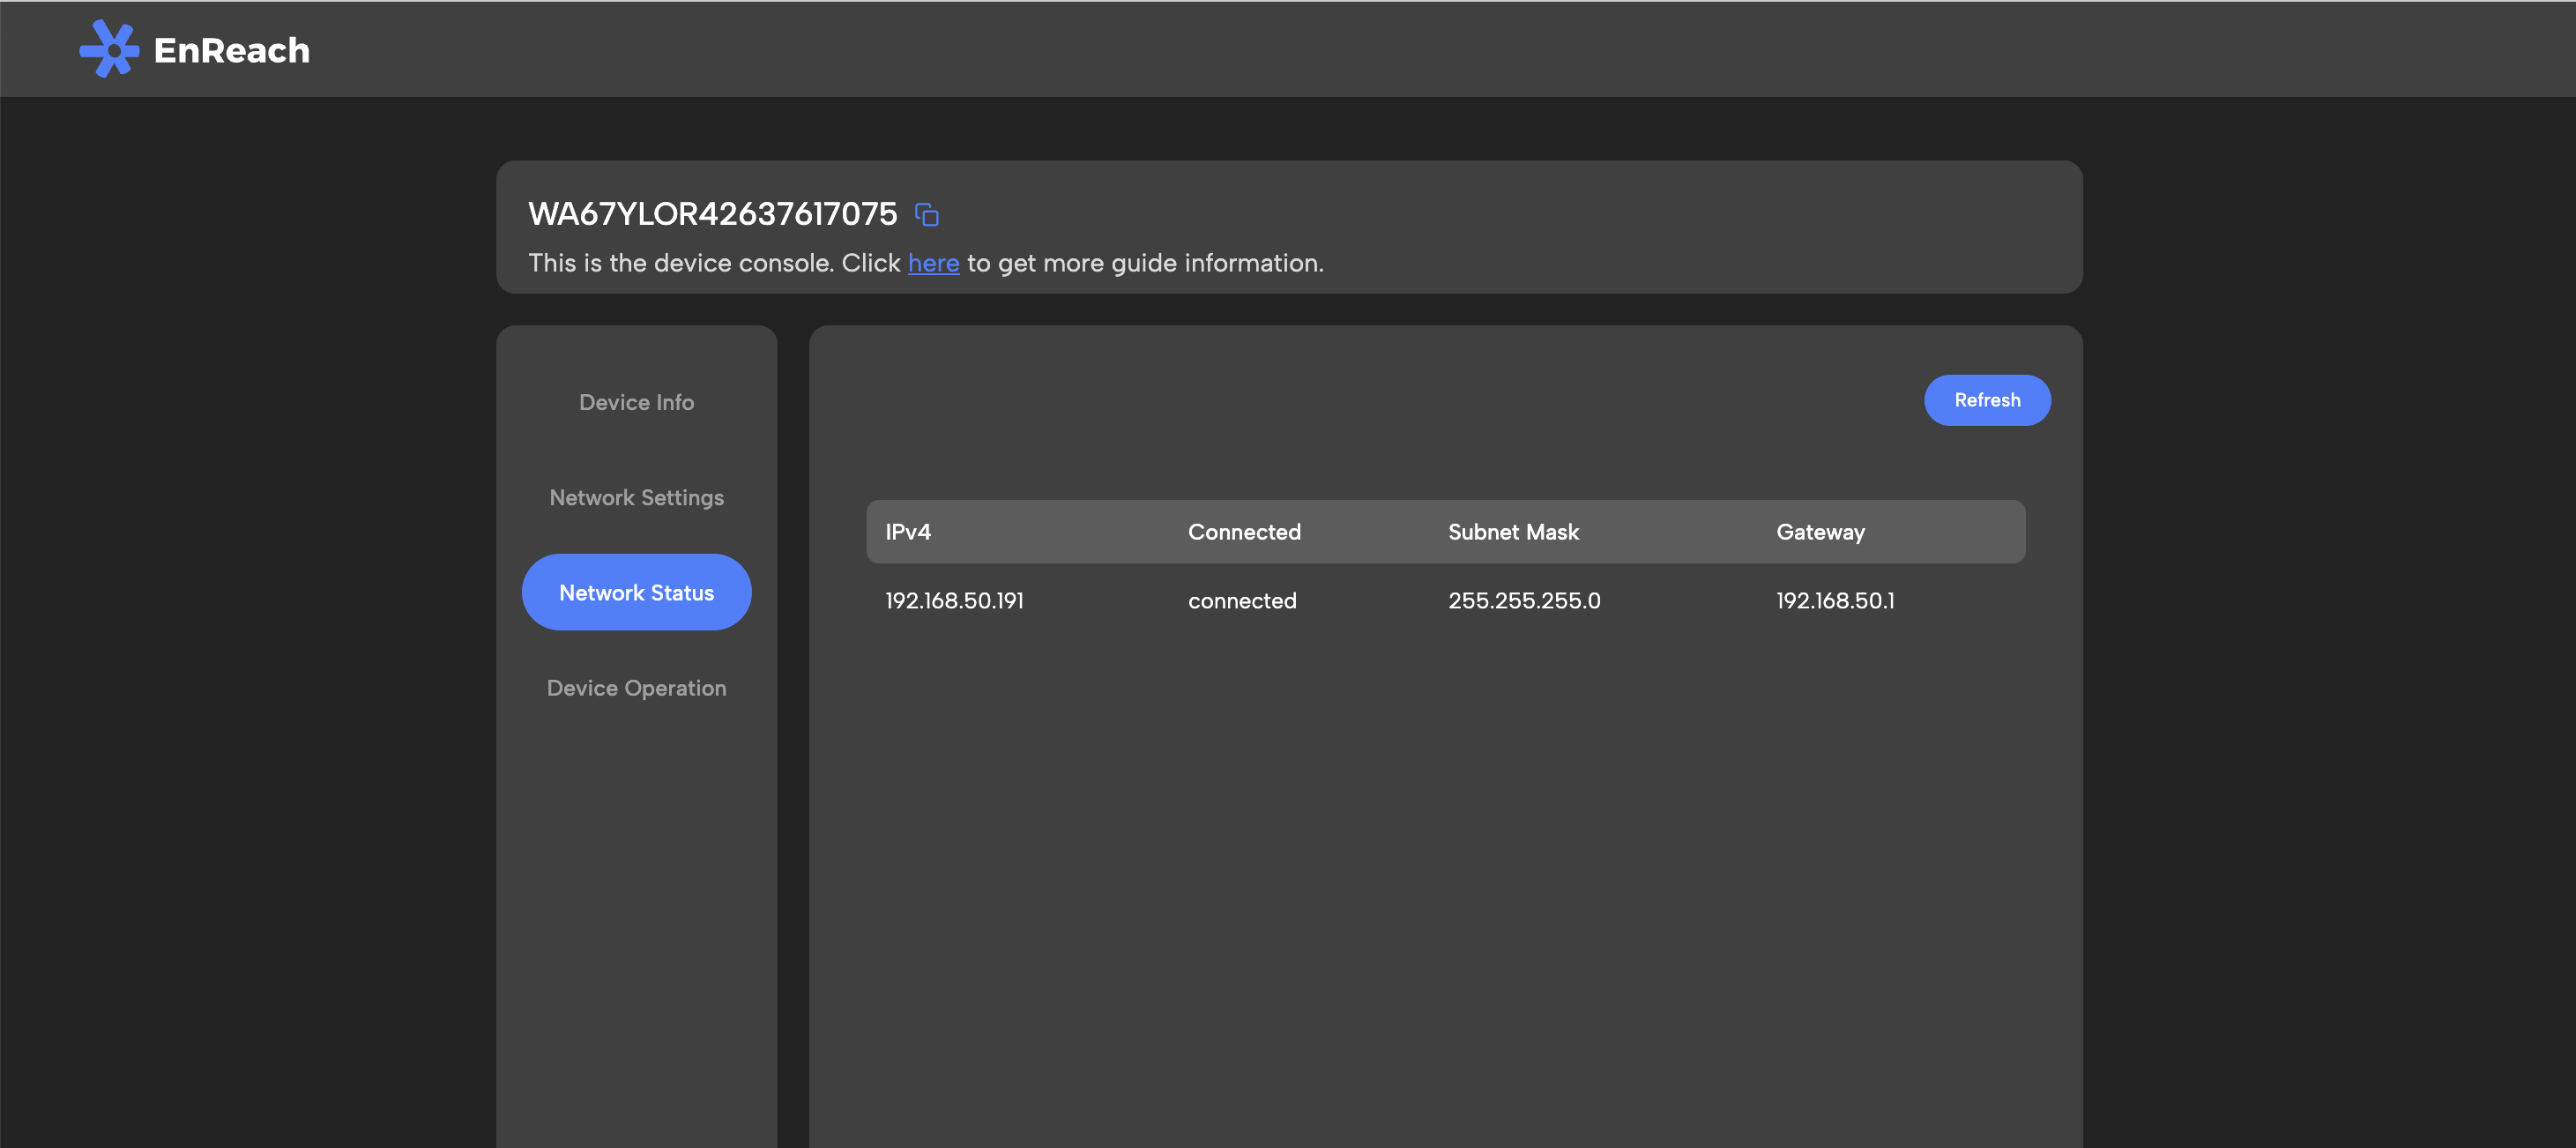 EnReach
WA67YLOR42637617075
This is the device console. Click here to get more guide information.
Device Info
Network Settings
Network Status
Device Operation
Refresh
IPv4 Connected Subnet Mask Gateway
192.168.50.191 connected 255.255.255.0 192.168.50.1